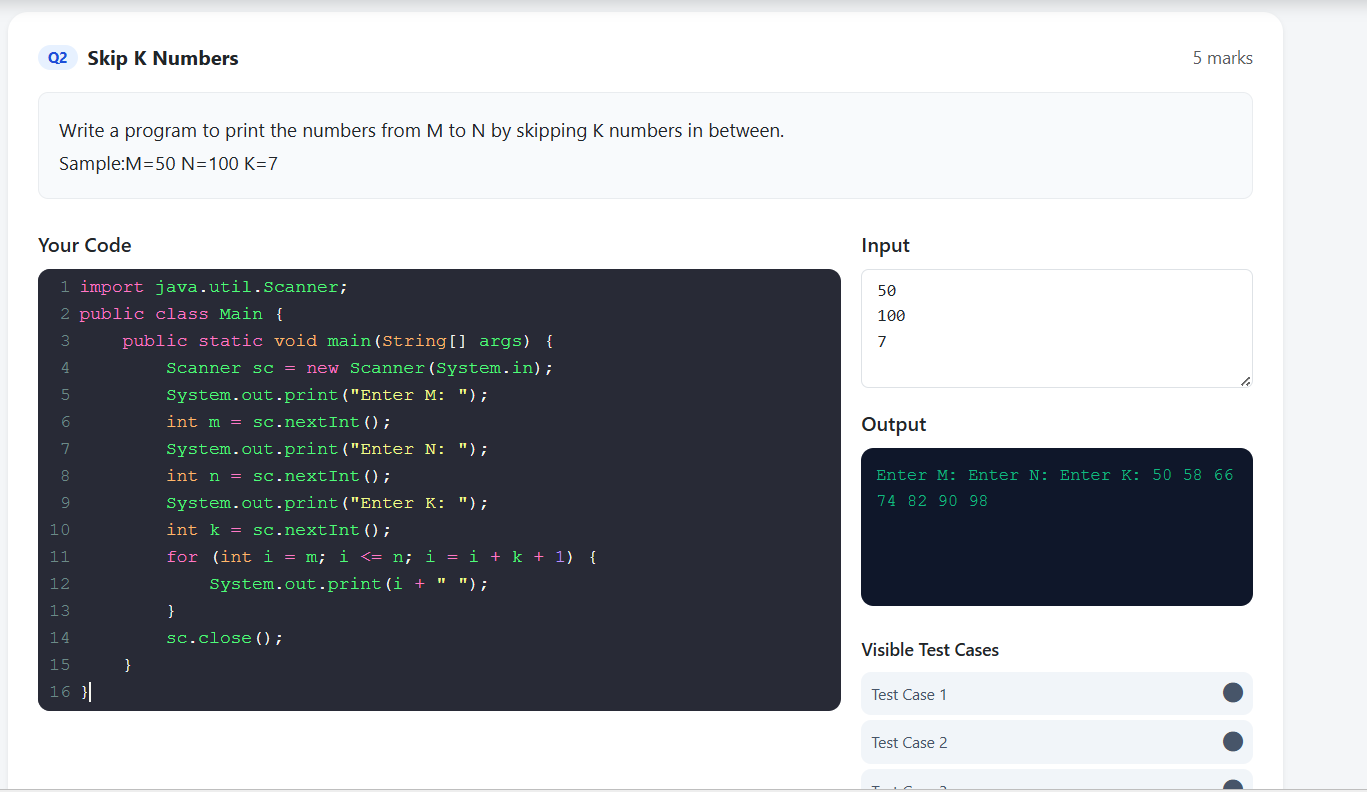 Q2 Skip K Numbers 5 marks
Write a program to print the numbers from M to N by skipping K numbers in between.
Sample:M=50 N=100 K=7
Your Code
1 import java.util.Scanner;
2 public class Main {
3     public static void main(String[] args) {
4         Scanner sc = new Scanner(System.in);
5         System.out.print("Enter M: ");
6         int m = sc.nextInt();
7         System.out.print("Enter N: ");
8         int n = sc.nextInt();
9         System.out.print("Enter K: ");
10         int k = sc.nextInt();
11         for (int i = m; i <= n; i = i + k + 1) {
12             System.out.print(i + " ");
13         }
14         sc.close();
15     }
16 }
Input
50
100
7
Output
Enter M: Enter N: Enter K: 50 58 66
74 82 90 98
Visible Test Cases
Test Case 1
Test Case 2